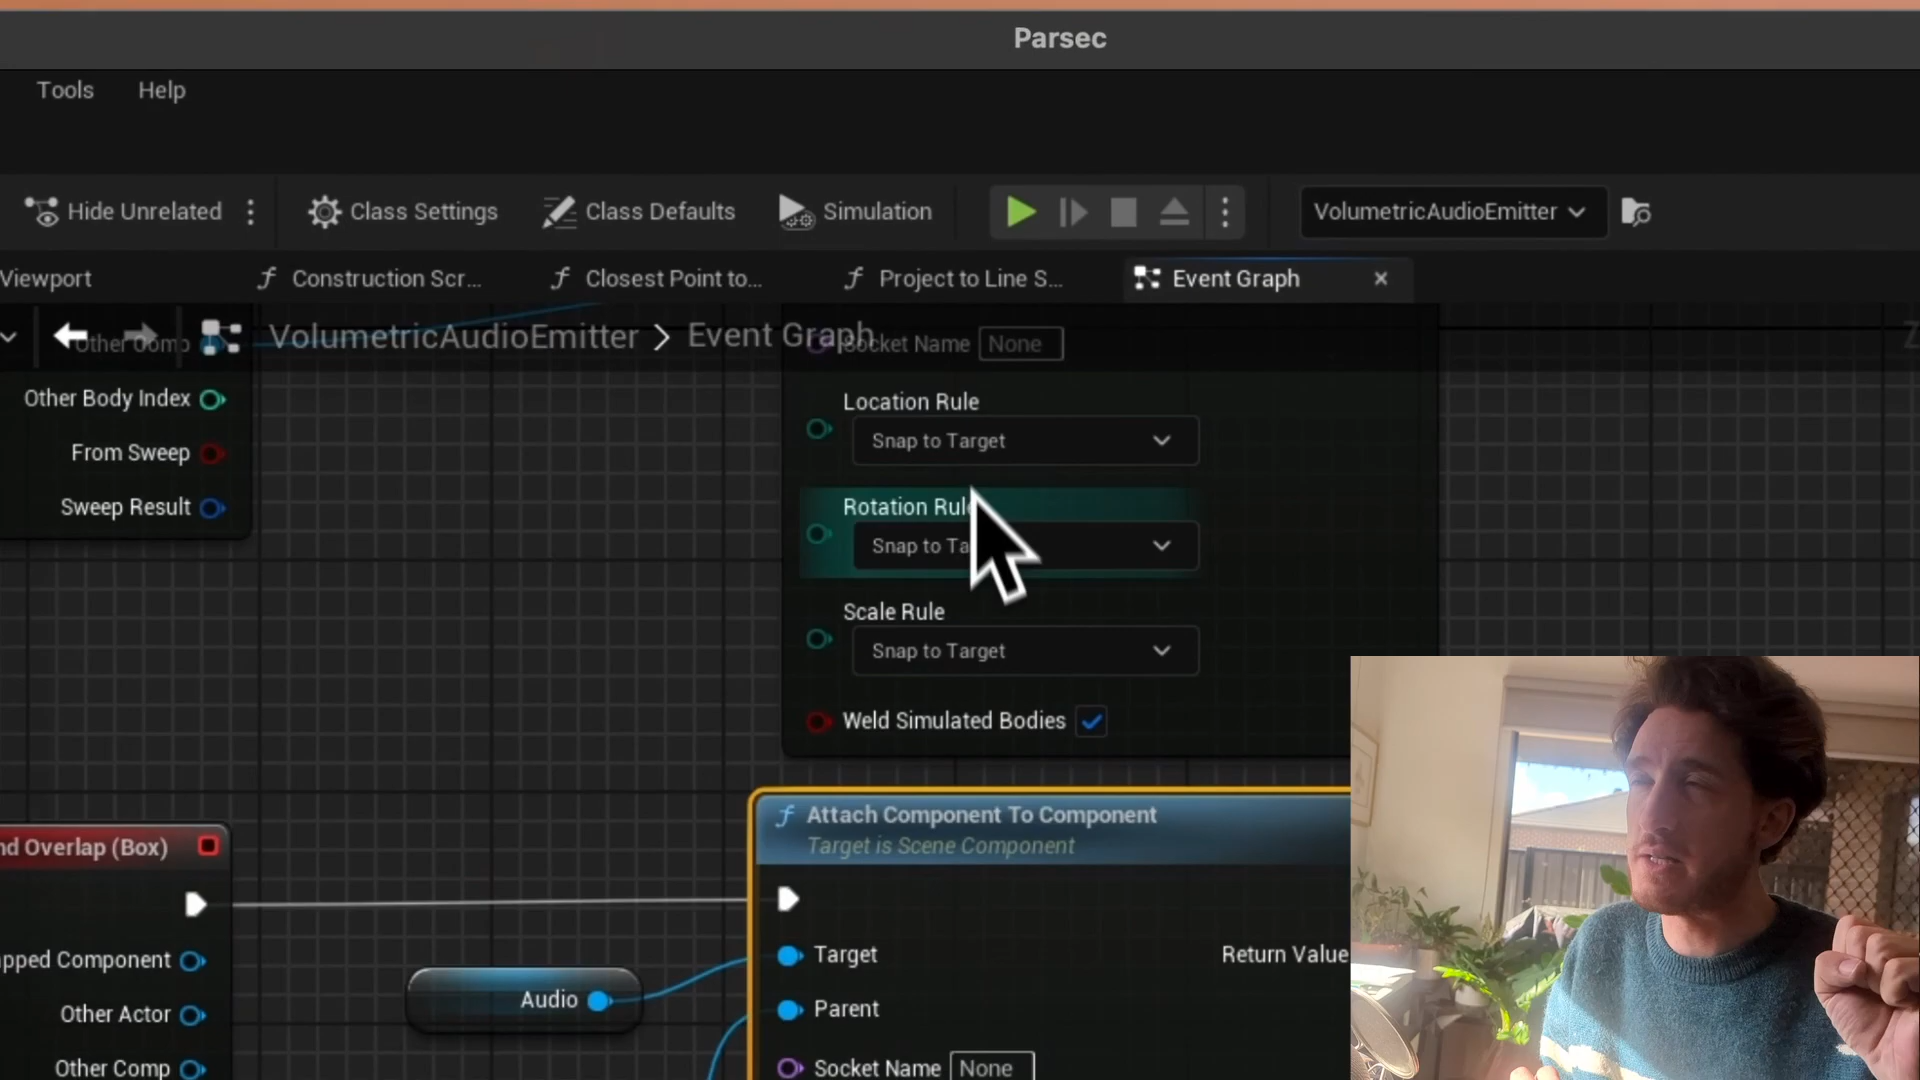 Parsec
Tools Help
Hide Unrelated Class Settings Class Defaults Simulation VolumetricAudioEmitter
Viewport Construction Scr... Closest Point to... Project to Line S... Event Graph
VolumetricAudioEmitter > Event Graph
Other Comp
Socket Name None
Other Body Index
From Sweep
Sweep Result
Location Rule
Snap to Target
Rotation Rule
Snap to Ta
Scale Rule
Snap to Target
Weld Simulated Bodies
nd Overlap (Box)
pped Component
Other Actor
Other Comp
Audio
Attach Component To Component
Target is Scene Component
Target Return Value
Parent
Socket Name None